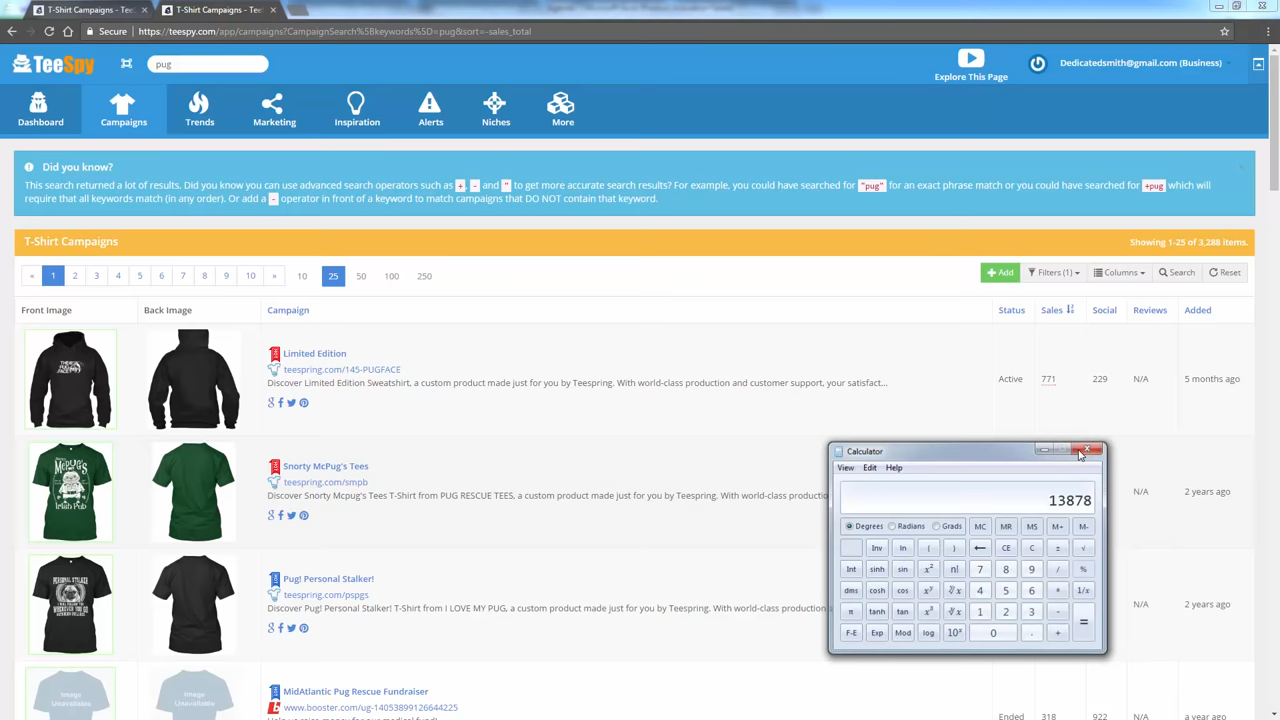 T-Shirt Campaigns - Tee
T-Shirt Campaigns - Tee
Secure https://teespy.com/app/campaigns?CampaignSearch%5Bkeywords%5D=pug&sort=-sales_total
TeeSpy
pug
Explore This Page
Dedicatedsmith@gmail.com (Business)
Dashboard
Campaigns
Trends
Marketing
Inspiration
Alerts
Niches
More
Did you know?
This search returned a lot of results. Did you know you can use advanced search operators such as + , - and " to get more accurate search results? For example, you could have searched for "pug" for an exact phrase match or you could have searched for +pug which will
require that all keywords match (in any order). Or add a - operator in front of a keyword to match campaigns that DO NOT contain that keyword.
T-Shirt Campaigns
Showing 1-25 of 3,288 items.
« 1 2 3 4 5 6 7 8 9 10 » 10 25 50 100 250
Add Filters (1) Columns Search Reset
Front Image Back Image Campaign Status Sales Social Reviews Added
Limited Edition
teespring.com/145-PUGFACE
Discover Limited Edition Sweatshirt, a custom product made just for you by Teespring. With world-class production and customer support, your satisfact...
Active 771 229 N/A 5 months ago
McPUG'S
Irish Pub
Snorty McPug's Tees
teespring.com/smpb
Discover Snorty Mcpug's Tees T-Shirt from PUG RESCUE TEES, a custom product made just for you by Teespring. With world-class productio
N/A 2 years ago
PERSONAL STALKER
Pug! Personal Stalker!
teespring.com/pspgs
Discover Pug! Personal Stalker! T-Shirt from I LOVE MY PUG, a custom product made just for you by Teespring. With world-class productio
N/A 2 years ago
Image Unavailable
Image Unavailable
MidAtlantic Pug Rescue Fundraiser
www.booster.com/ug-14053899126644225
Ended 318 922 N/A a year ago
Calculator
View Edit Help
13878
Degrees Radians Grads MC MR MS M+ M-
Inv ln ( ) ← CE C ± √
Int sinh sin x² n! 7 8 9 / %
dms cosh cos xʸ ʸ√x 4 5 6 * 1/x
π tanh tan x³ ³√x 1 2 3 - =
F-E Exp Mod log 10ˣ 0 . +